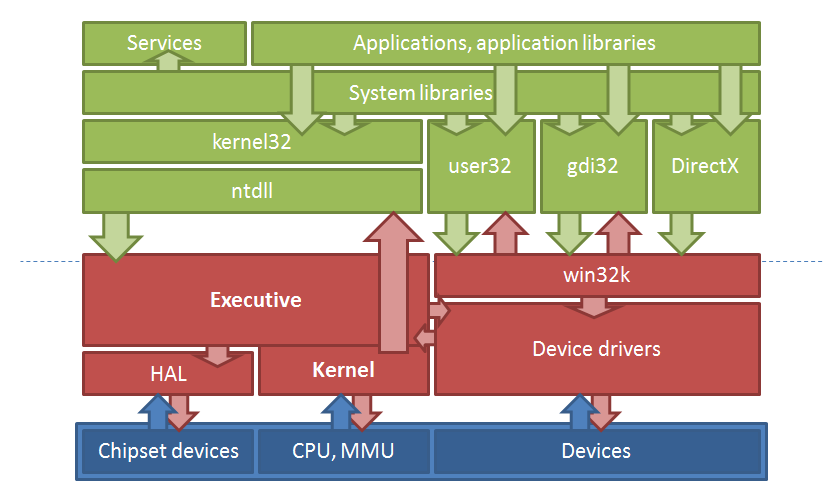 Services
Applications, application libraries
System libraries
kernel32
user32
gdi32
DirectX
ntdll
Executive
win32k
Device drivers
HAL
Kernel
Chipset devices
CPU, MMU
Devices